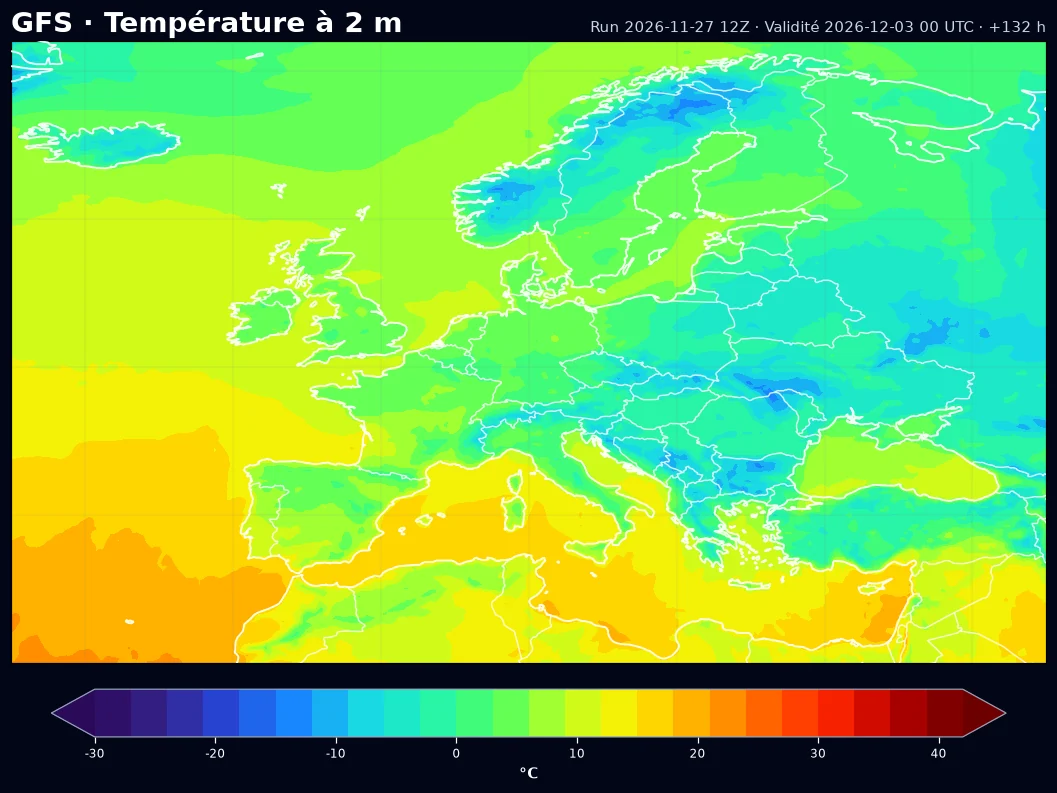 GFS · Température à 2 m
Run 2026-11-27 12Z · Validité 2026-12-03 00 UTC · +132 h
-30 -20 -10 0 10 20 30 40
°C